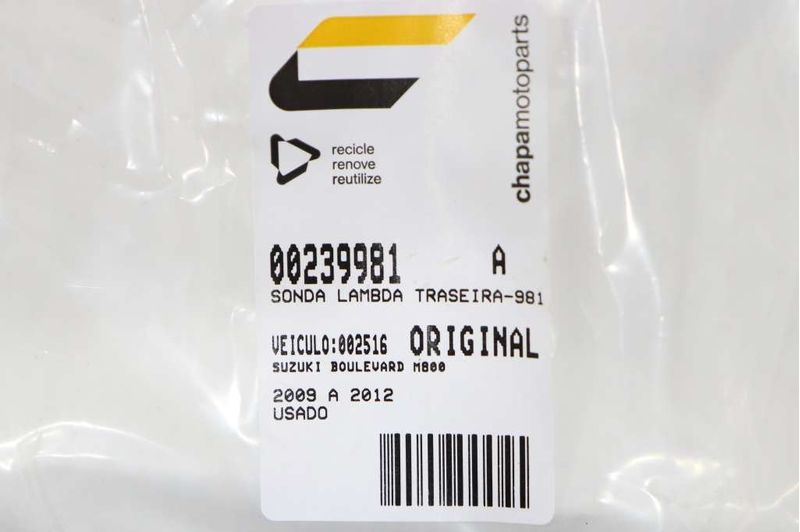 chapamotoparts
recicle
renove
reutilize
00239981 A
SONDA LAMBDA TRASEIRA-981
VEICULO:002516 ORIGINAL
SUZUKI BOULEVARD M800
2009 A 2012
USADO